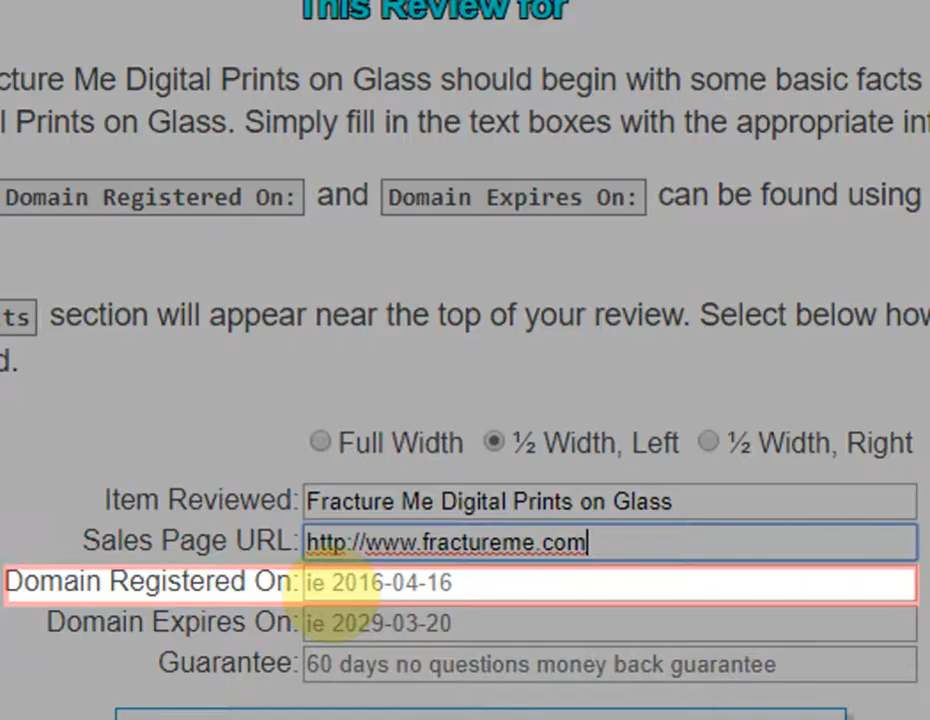 This Review for
cture Me Digital Prints on Glass should begin with some basic facts
l Prints on Glass. Simply fill in the text boxes with the appropriate in
Domain Registered On: and Domain Expires On: can be found using
ts section will appear near the top of your review. Select below how
d.
Full Width ½ Width, Left ½ Width, Right
Item Reviewed: Fracture Me Digital Prints on Glass
Sales Page URL: http://www.fractureme.com
Domain Registered On: ie 2016-04-16
Domain Expires On: ie 2029-03-20
Guarantee: 60 days no questions money back guarantee